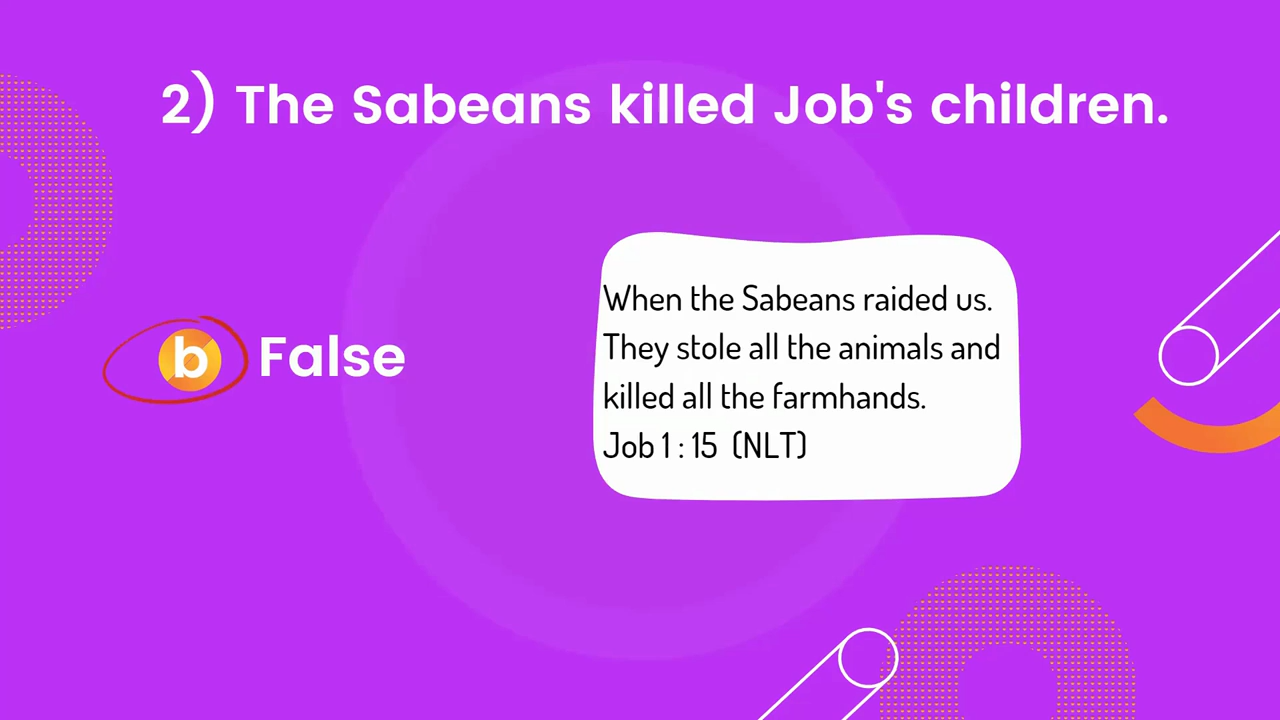 2) The Sabeans killed Job's children.
b False
When the Sabeans raided us.
They stole all the animals and
killed all the farmhands.
Job 1 : 15 (NLT)